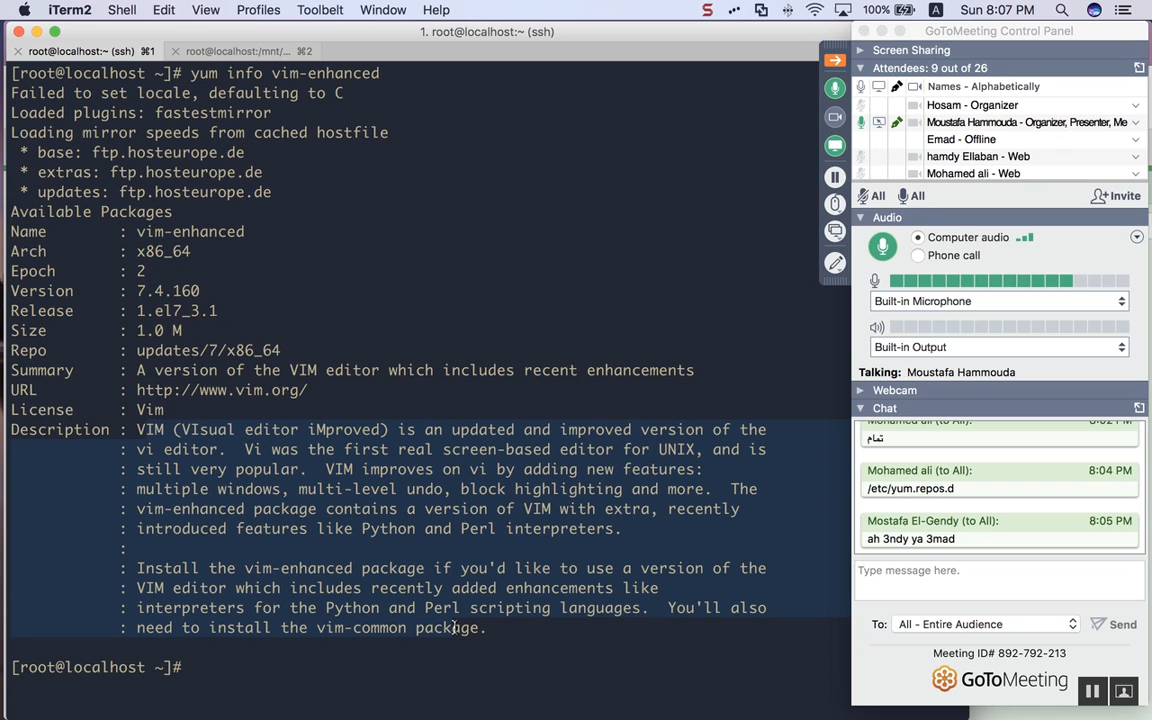 iTerm2 Shell Edit View Profiles Toolbelt Window Help 100% A Sun 8:07 PM
1. root@localhost:~ (ssh)
root@localhost:~ (ssh) ⌘1 root@localhost:/mnt/... ⌘2
[root@localhost ~]# yum info vim-enhanced
Failed to set locale, defaulting to C
Loaded plugins: fastestmirror
Loading mirror speeds from cached hostfile
* base: ftp.hosteurope.de
* extras: ftp.hosteurope.de
* updates: ftp.hosteurope.de
Available Packages
Name : vim-enhanced
Arch : x86_64
Epoch : 2
Version : 7.4.160
Release : 1.el7_3.1
Size : 1.0 M
Repo : updates/7/x86_64
Summary : A version of the VIM editor which includes recent enhancements
URL : http://www.vim.org/
License : Vim
Description : VIM (VIsual editor iMproved) is an updated and improved version of the
: vi editor. Vi was the first real screen-based editor for UNIX, and is
: still very popular. VIM improves on vi by adding new features:
: multiple windows, multi-level undo, block highlighting and more. The
: vim-enhanced package contains a version of VIM with extra, recently
: introduced features like Python and Perl interpreters.
:
: Install the vim-enhanced package if you'd like to use a version of the
: VIM editor which includes recently added enhancements like
: interpreters for the Python and Perl scripting languages. You'll also
: need to install the vim-common package.
[root@localhost ~]#
GoToMeeting Control Panel
Screen Sharing
Attendees: 9 out of 26
Names - Alphabetically
Hosam - Organizer
Moustafa Hammouda - Organizer, Presenter, Me
Emad - Offline
hamdy Ellaban - Web
Mohamed ali - Web
All All Invite
Audio
Computer audio
Phone call
Built-in Microphone
Built-in Output
Talking: Moustafa Hammouda
Webcam
Chat
Mohamed ali (to All): 8:02 PM
تمام
Mohamed ali (to All): 8:04 PM
/etc/yum.repos.d
Mostafa El-Gendy (to All): 8:05 PM
ah 3ndy ya 3mad
Type message here.
To: All - Entire Audience Send
Meeting ID# 892-792-213
GoToMeeting